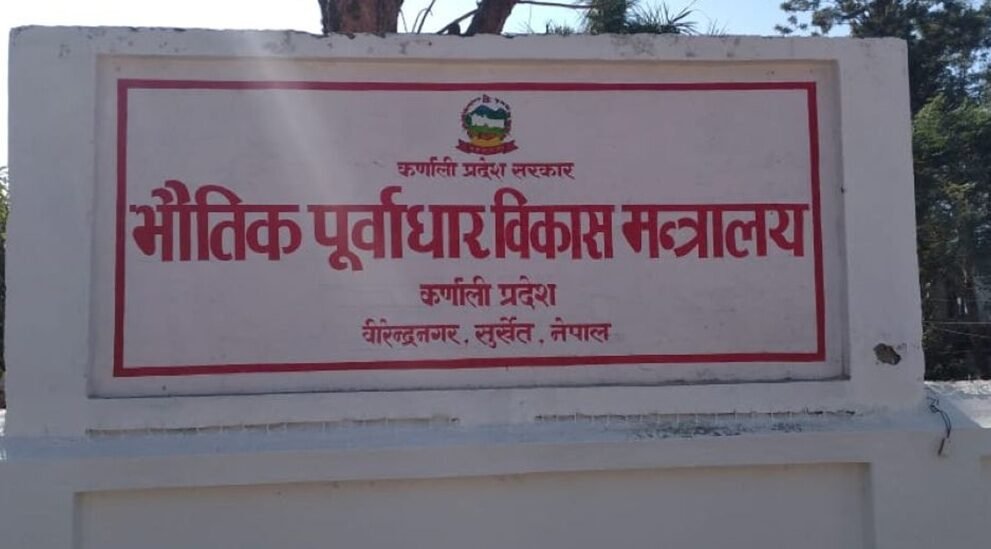 कर्णाली प्रदेश सरकार
भौतिक पूर्वाधार विकास मन्त्रालय
कर्णाली प्रदेश
वीरेन्द्रनगर, सुर्खेत, नेपाल